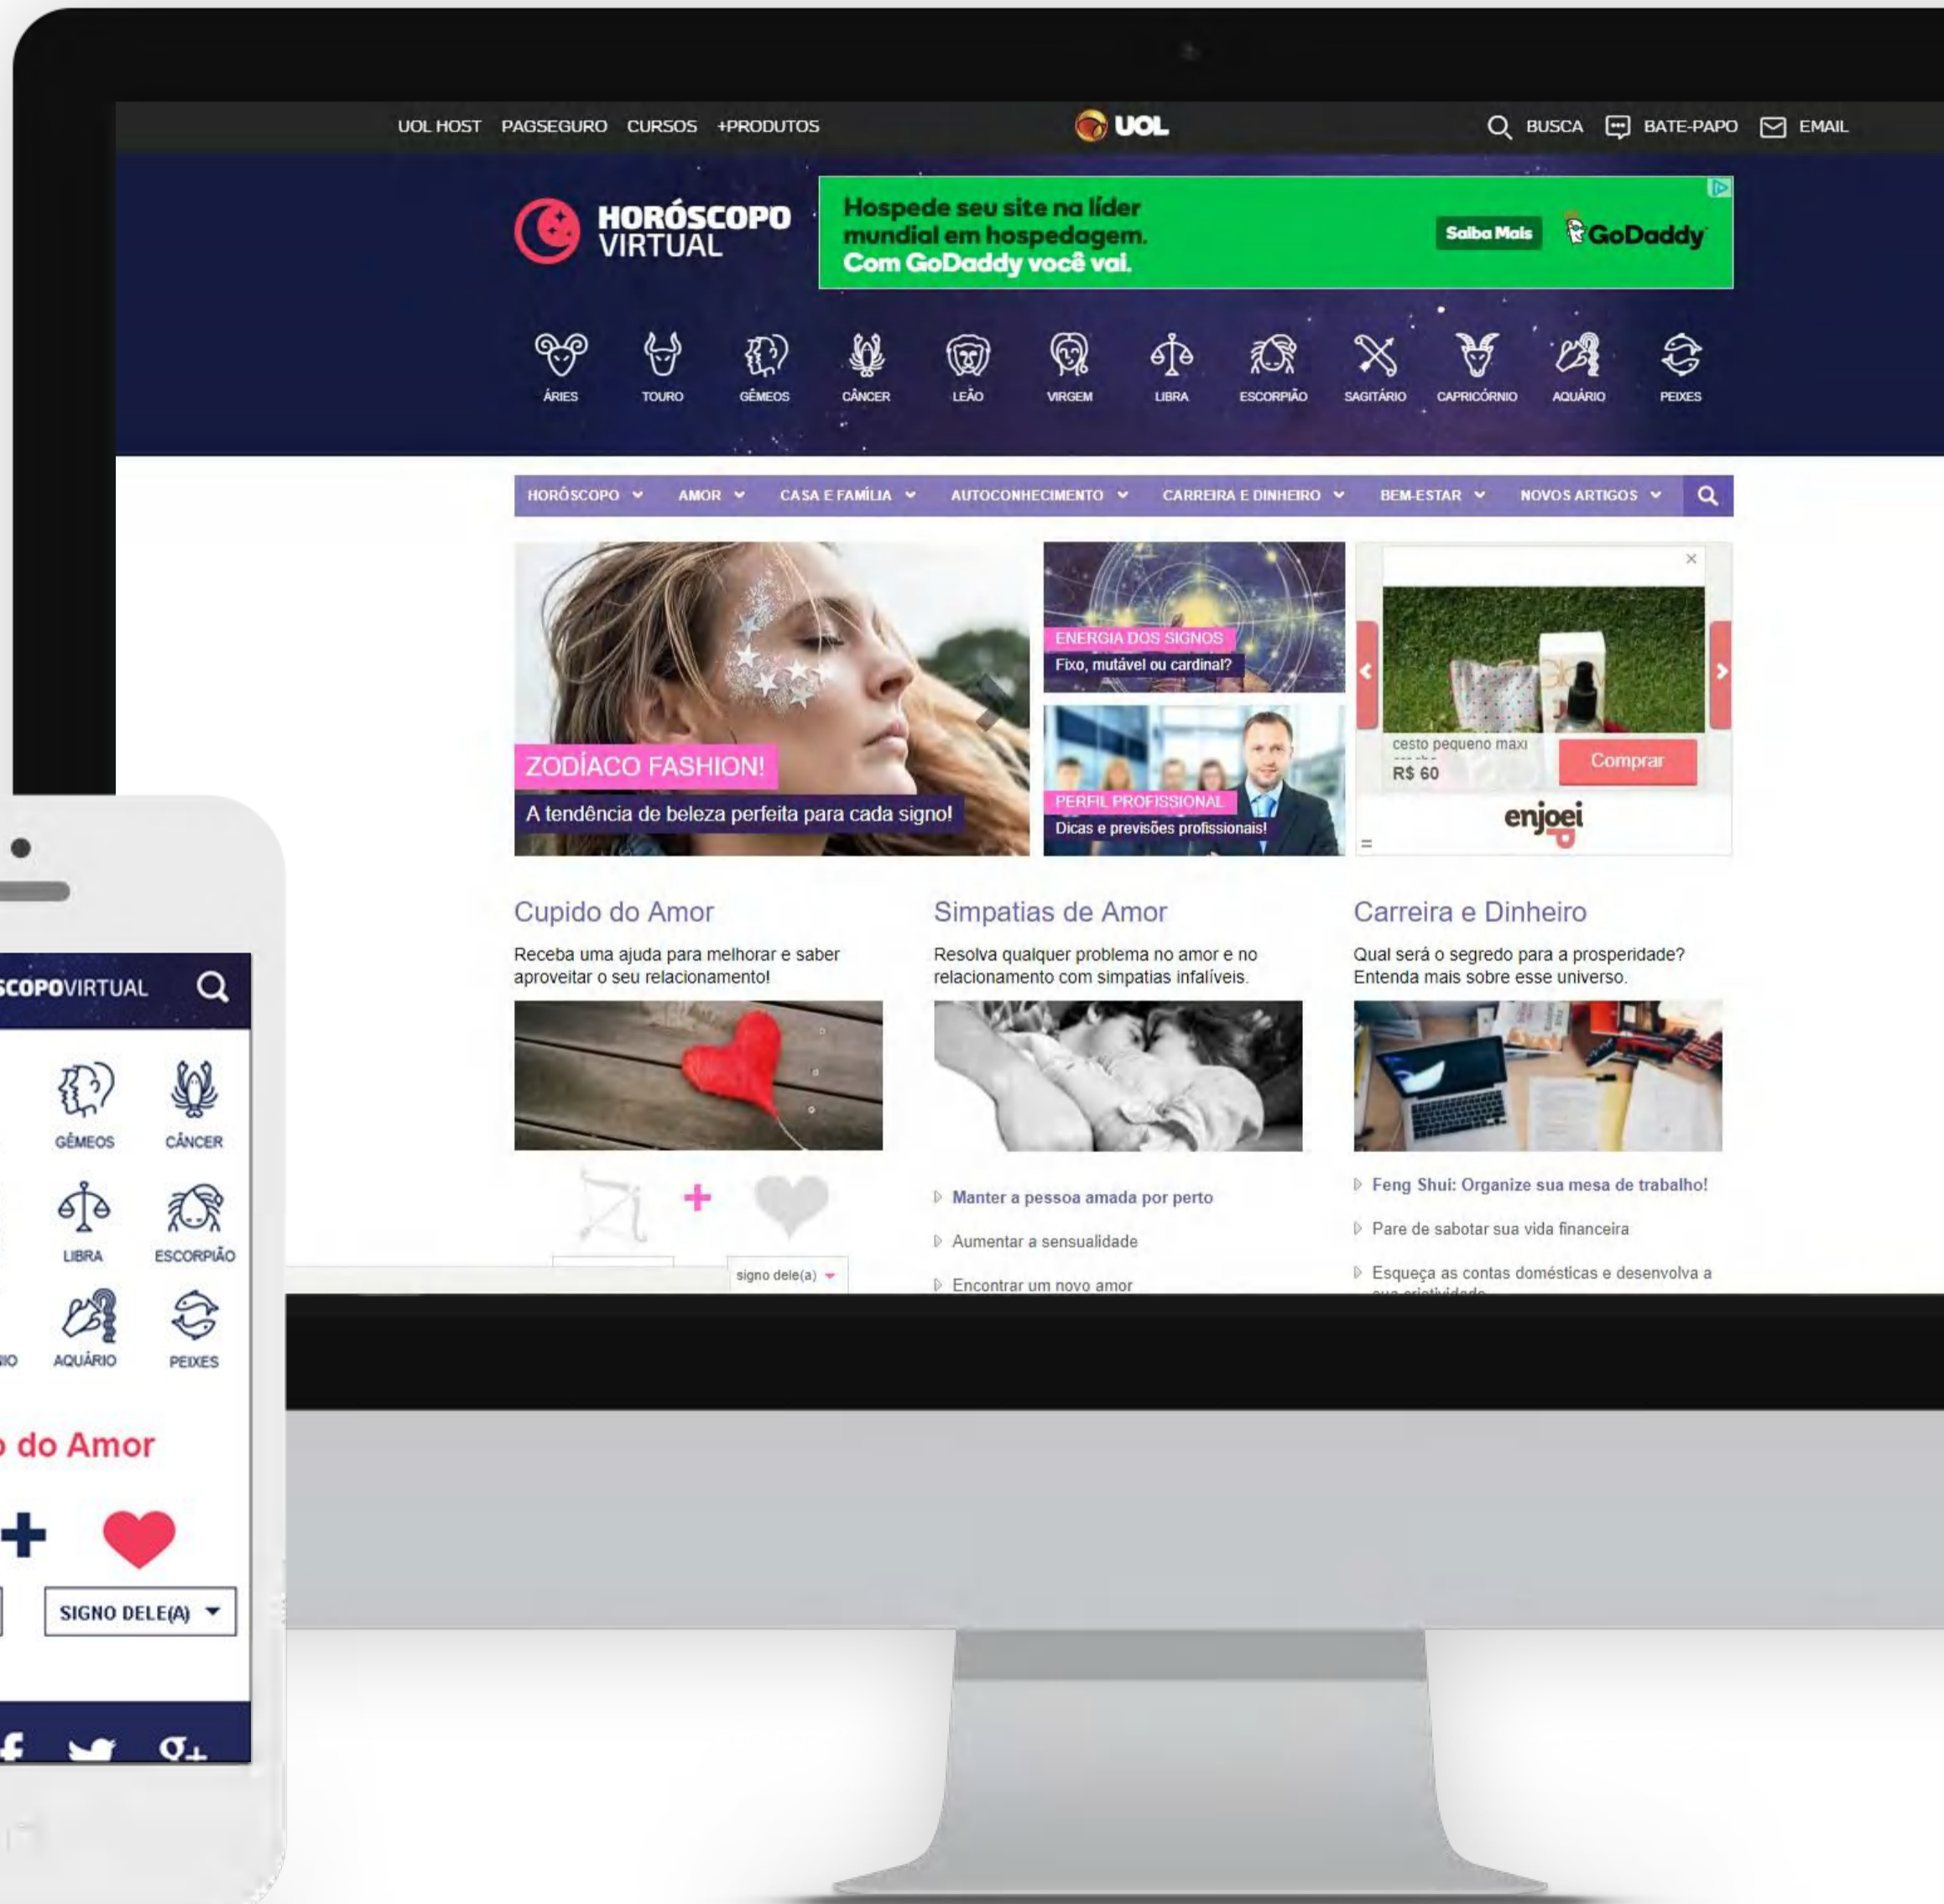 UOL HOST PAGSEGURO CURSOS +PRODUTOS UOL BUSCA BATE-PAPO EMAIL
HORÓSCOPO
VIRTUAL
Hospede seu site na líder
mundial em hospedagem.
Com GoDaddy você vai.
Saiba Mais GoDaddy
ÁRIES TOURO GÊMEOS CÂNCER LEÃO VIRGEM LIBRA ESCORPIÃO SAGITÁRIO CAPRICÓRNIO AQUÁRIO PEIXES
HORÓSCOPO AMOR CASA E FAMÍLIA AUTOCONHECIMENTO CARREIRA E DINHEIRO BEM-ESTAR NOVOS ARTIGOS
ZODÍACO FASHION!
A tendência de beleza perfeita para cada signo!
ENERGIA DOS SIGNOS
Fixo, mutável ou cardinal?
PERFIL PROFISSIONAL
Dicas e previsões profissionais!
cesto pequeno maxi
R$ 60
Comprar
enjoei
Cupido do Amor
Receba uma ajuda para melhorar e saber
aproveitar o seu relacionamento!
signo dele(a)
Simpatias de Amor
Resolva qualquer problema no amor e no
relacionamento com simpatias infalíveis.
Manter a pessoa amada por perto
Aumentar a sensualidade
Encontrar um novo amor
Carreira e Dinheiro
Qual será o segredo para a prosperidade?
Entenda mais sobre esse universo.
Feng Shui: Organize sua mesa de trabalho!
Pare de sabotar sua vida financeira
Esqueça as contas domésticas e desenvolva a
SCOPOVIRTUAL
GÊMEOS CÂNCER
LIBRA ESCORPIÃO
NIO AQUÁRIO PEIXES
o do Amor
+
SIGNO DELE(A)
f g+